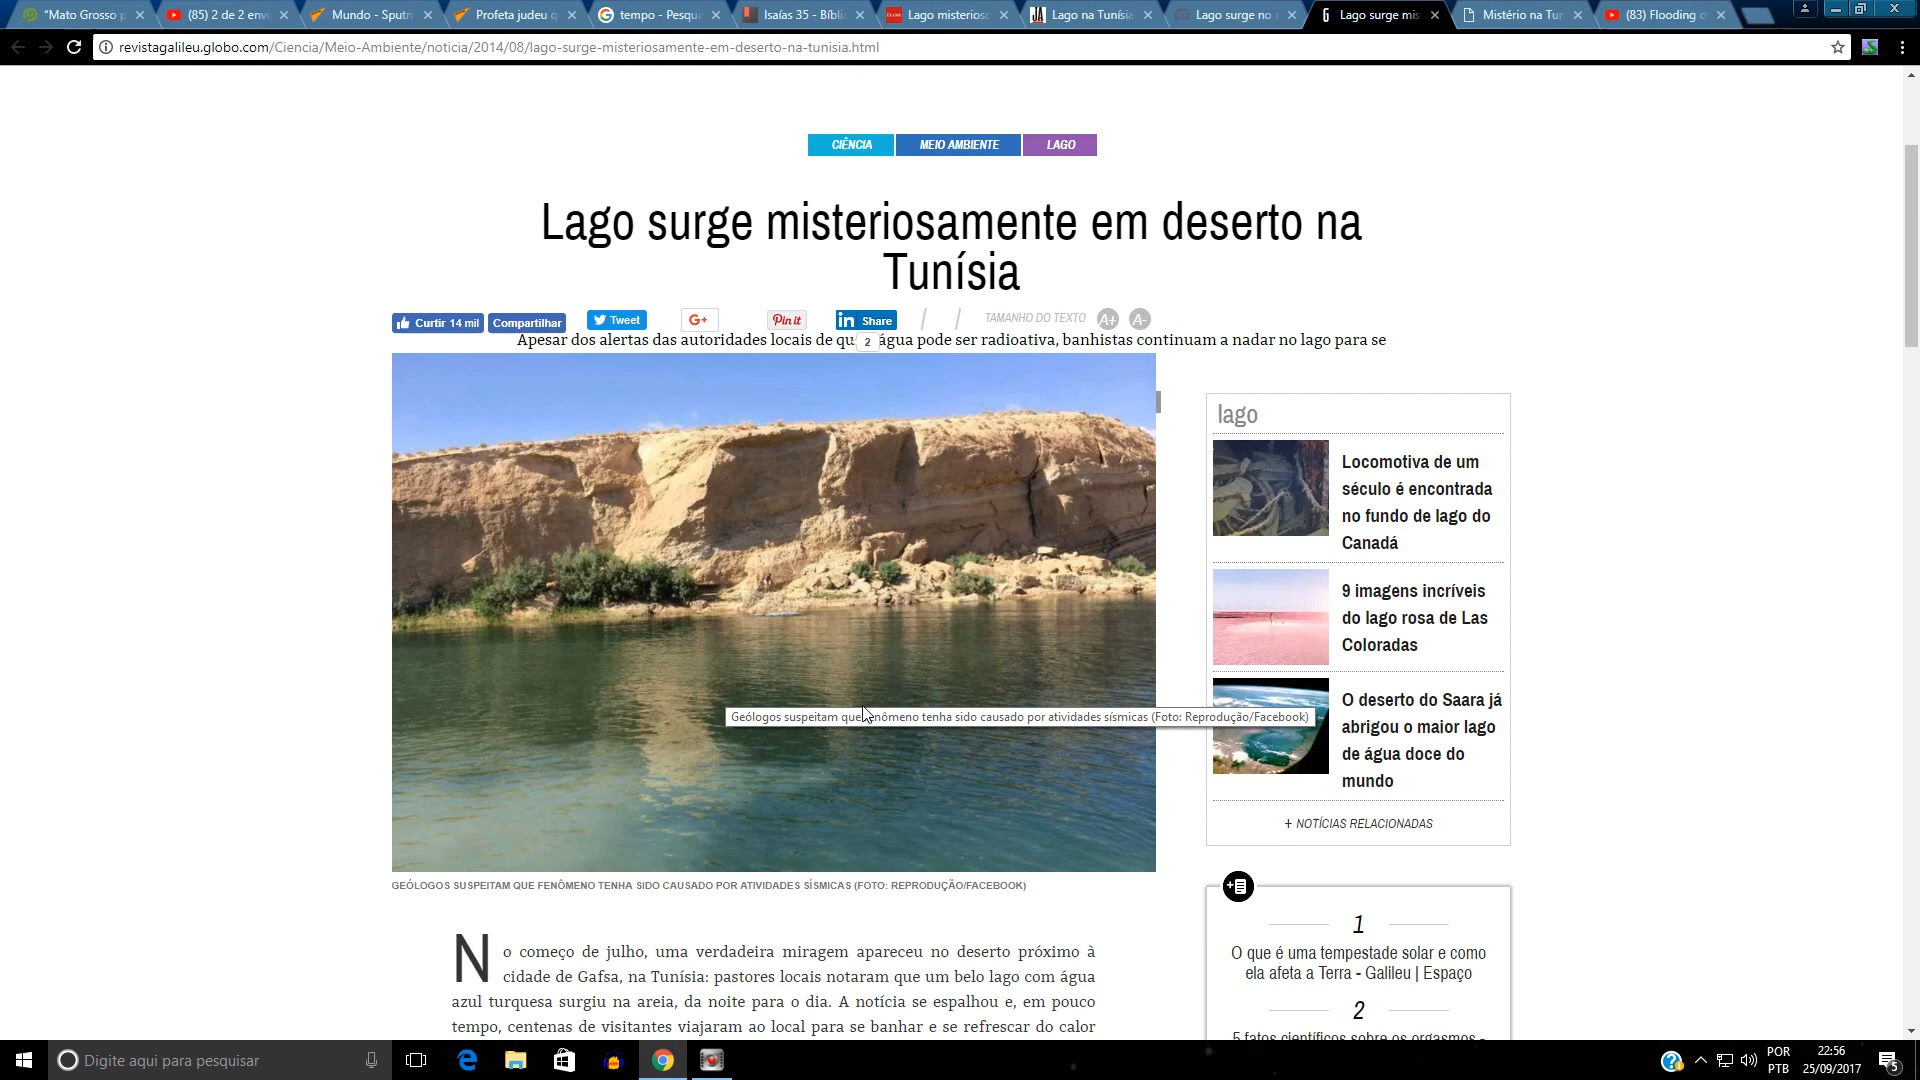 "Mato Grosso p
(85) 2 de 2 envi
Mundo - Sputn
Profeta judeu q
tempo - Pesqui
Isaías 35 - Bíbli
Lago misterios
Lago na Tunísia
Lago surge no
Lago surge mis
Mistério na Tun
(83) Flooding o
revistagalileu.globo.com/Ciencia/Meio-Ambiente/noticia/2014/08/lago-surge-misteriosamente-em-deserto-na-tunisia.html
CIÊNCIA
MEIO AMBIENTE
LAGO
Lago surge misteriosamente em deserto na
Tunísia
Curtir 14 mil
Compartilhar
Tweet
G+
Pin it
in Share
TAMANHO DO TEXTO A+ A-
2
Apesar dos alertas das autoridades locais de qu água pode ser radioativa, banhistas continuam a nadar no lago para se
Geólogos suspeitam que fenômeno tenha sido causado por atividades sísmicas (Foto: Reprodução/Facebook)
GEÓLOGOS SUSPEITAM QUE FENÔMENO TENHA SIDO CAUSADO POR ATIVIDADES SÍSMICAS (FOTO: REPRODUÇÃO/FACEBOOK)
No começo de julho, uma verdadeira miragem apareceu no deserto próximo à
cidade de Gafsa, na Tunísia: pastores locais notaram que um belo lago com água
azul turquesa surgiu na areia, da noite para o dia. A notícia se espalhou e, em pouco
tempo, centenas de visitantes viajaram ao local para se banhar e se refrescar do calor
lago
Locomotiva de um
século é encontrada
no fundo de lago do
Canadá
9 imagens incríveis
do lago rosa de Las
Coloradas
O deserto do Saara já
abrigou o maior lago
de água doce do
mundo
+ NOTÍCIAS RELACIONADAS
1
O que é uma tempestade solar e como
ela afeta a Terra - Galileu | Espaço
2
5 fatos científicos sobre os orgasmos -
Digite aqui para pesquisar
POR
PTB
22:56
25/09/2017
5